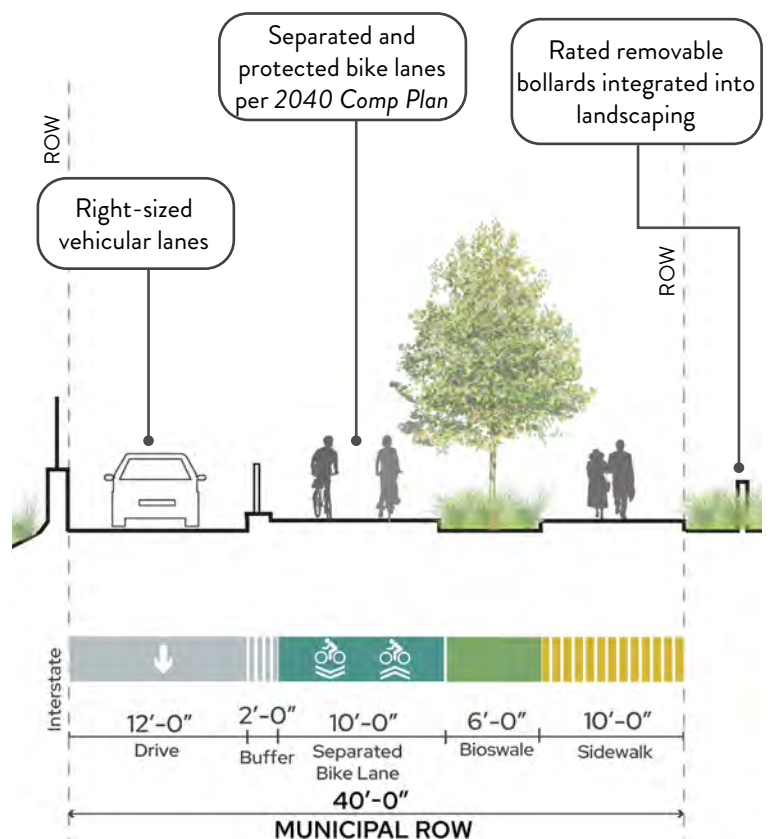 Separated and
protected bike lanes
per 2040 Comp Plan
Rated removable
bollards integrated into
landscaping
ROW
Right-sized
vehicular lanes
ROW
Interstate
12'-0"
2'-0"
10'-0"
6'-0"
10'-0"
Drive
Buffer
Separated
Bike Lane
Bioswale
Sidewalk
40'-0"
MUNICIPAL ROW